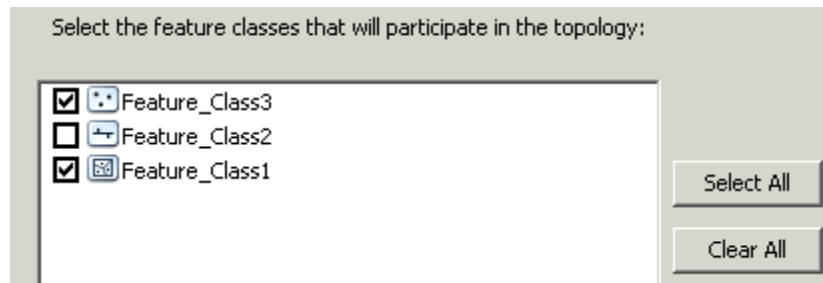 Select the feature classes that will participate in the topology:
Feature_Class3
Feature_Class2
Feature_Class1
Select All
Clear All